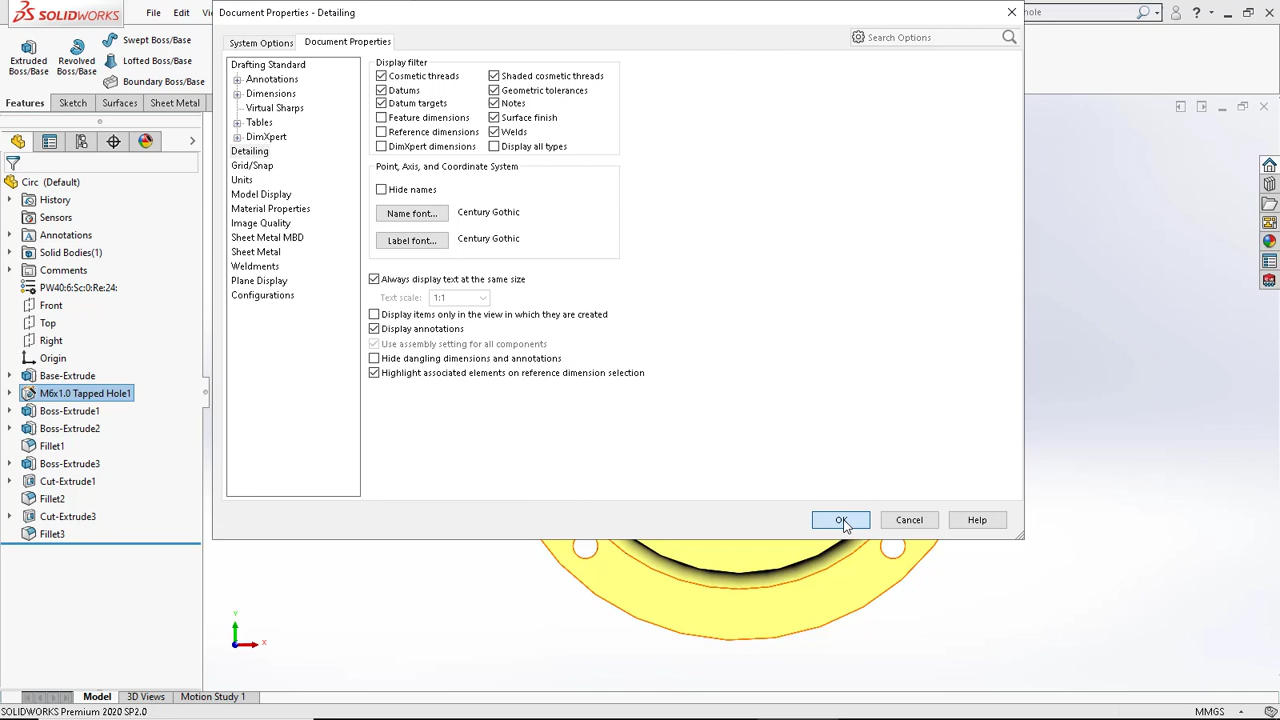 SOLIDWORKS File Edit V Document Properties - Detailing hole
System Options Document Properties Search Options
Extruded Boss/Base Revolved Boss/Base Swept Boss/Base
Lofted Boss/Base
Boundary Boss/Base
Features Sketch Surfaces Sheet Metal
Circ (Default)
History
Sensors
Annotations
Solid Bodies(1)
Comments
PW40:6:Sc:0:Re:24:
Front
Top
Right
Origin
Base-Extrude
M6x1.0 Tapped Hole1
Boss-Extrude1
Boss-Extrude2
Fillet1
Boss-Extrude3
Cut-Extrude1
Fillet2
Cut-Extrude3
Fillet3
Drafting Standard
Annotations
Dimensions
Virtual Sharps
Tables
DimXpert
Detailing
Grid/Snap
Units
Model Display
Material Properties
Image Quality
Sheet Metal MBD
Sheet Metal
Weldments
Plane Display
Configurations
Display filter
Cosmetic threads Shaded cosmetic threads
Datums Geometric tolerances
Datum targets Notes
Feature dimensions Surface finish
Reference dimensions Welds
DimXpert dimensions Display all types
Point, Axis, and Coordinate System
Hide names
Name font... Century Gothic
Label font... Century Gothic
Always display text at the same size
Text scale: 1:1
Display items only in the view in which they are created
Display annotations
Use assembly setting for all components
Hide dangling dimensions and annotations
Highlight associated elements on reference dimension selection
OK Cancel Help
Y
X
Model 3D Views Motion Study 1
SOLIDWORKS Premium 2020 SP2.0 MMGS